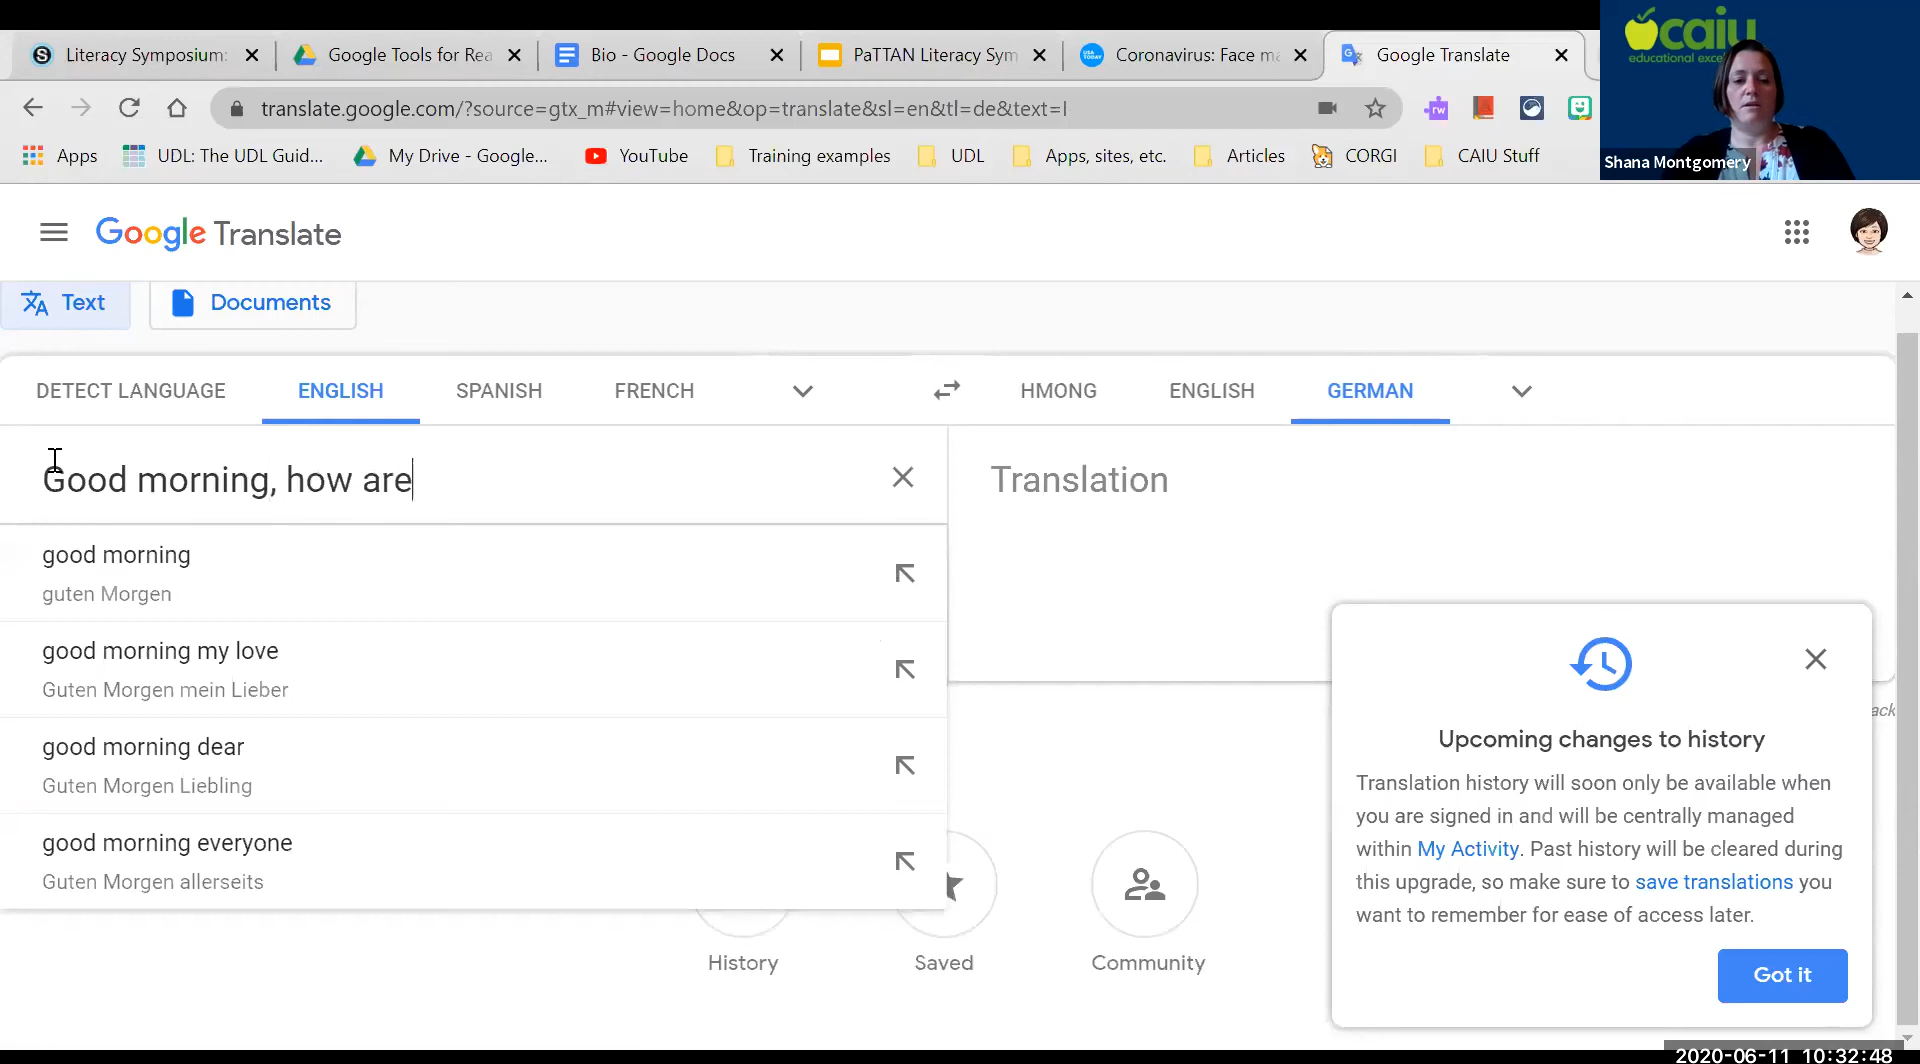 Literacy Symposium:
Google Tools for Rea
Bio - Google Docs
PaTTAN Literacy Sym
Coronavirus: Face ma
Google Translate
caiu
educational exce
translate.google.com/?source=gtx_m#view=home&op=translate&sl=en&tl=de&text=I
rw
Apps
UDL: The UDL Guid...
My Drive - Google...
YouTube
Training examples
UDL
Apps, sites, etc.
Articles
CORGI
CAIU Stuff
Shana Montgomery
Google Translate
Text
Documents
DETECT LANGUAGE
ENGLISH
SPANISH
FRENCH
HMONG
ENGLISH
GERMAN
Good morning, how are
Translation
good morning
guten Morgen
good morning my love
Guten Morgen mein Lieber
good morning dear
Guten Morgen Liebling
good morning everyone
Guten Morgen allerseits
ack
History
Saved
Community
Upcoming changes to history
Translation history will soon only be available when
you are signed in and will be centrally managed
within My Activity. Past history will be cleared during
this upgrade, so make sure to save translations you
want to remember for ease of access later.
Got it
2020-06-11 10:32:48